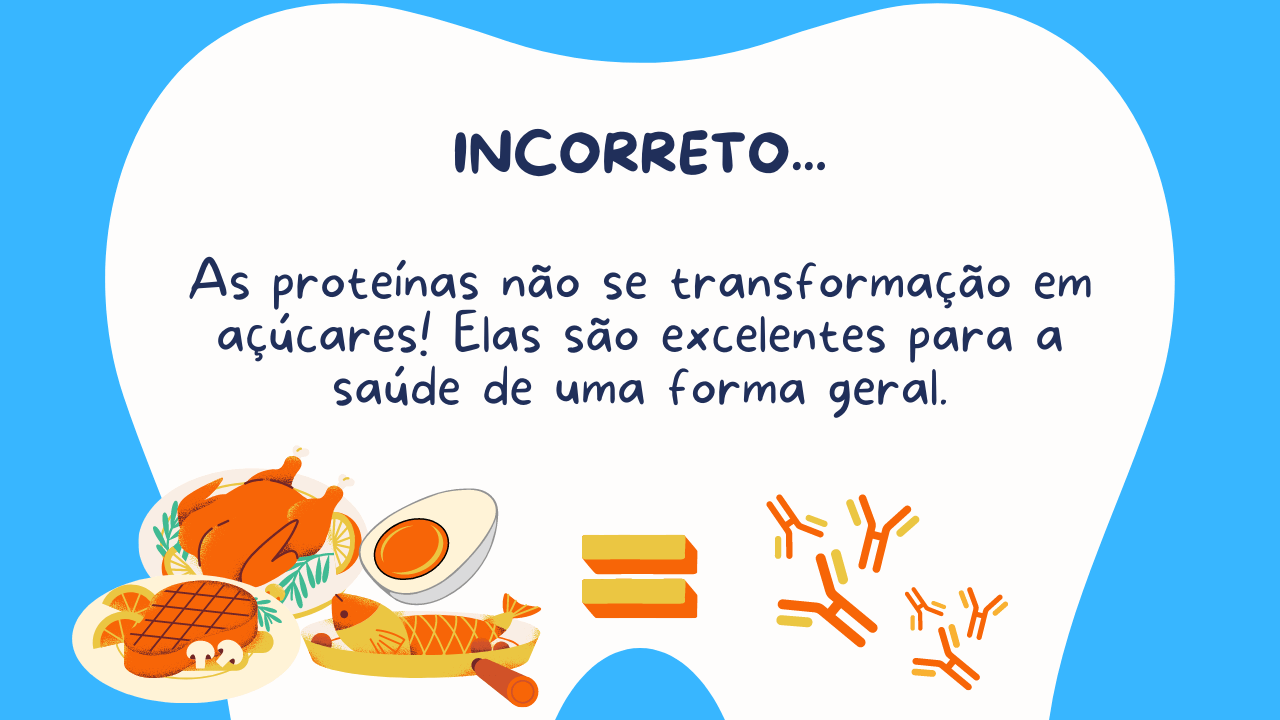 INCORRETO...
As proteínas não se transformação em
açúcares! Elas são excelentes para a
saúde de uma forma geral.